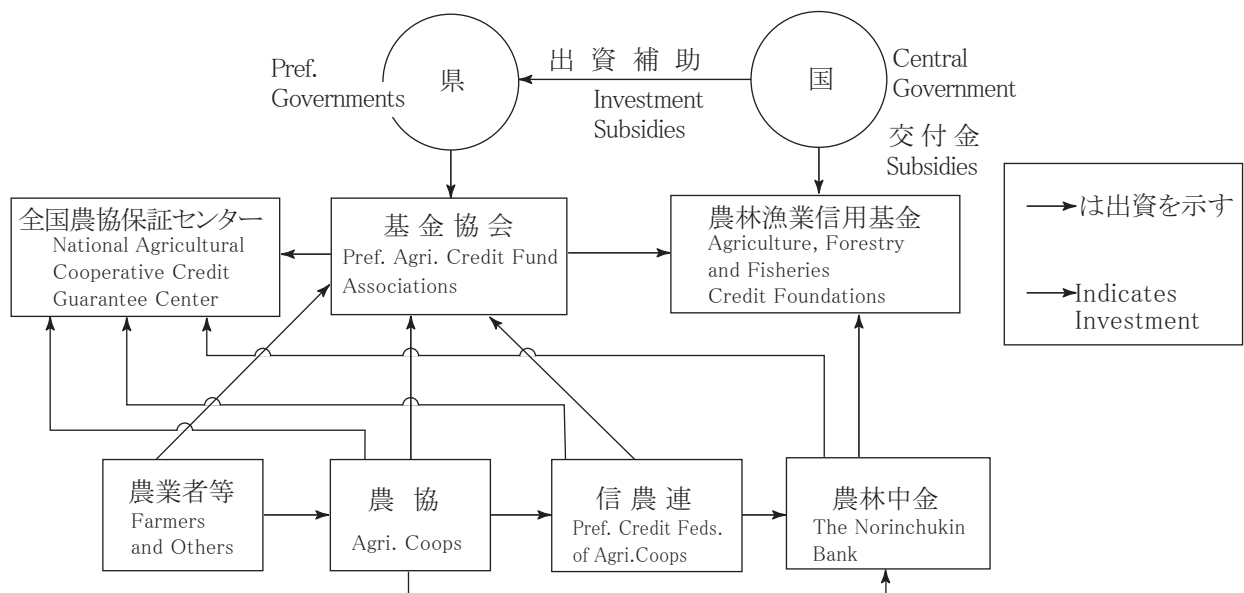 Pref.
Governments
県
出資補助
Investment
Subsidies
国
Central
Government
交付金
Subsidies
全国農協保証センター
National Agricultural
Cooperative Credit
Guarantee Center
基金協会
Pref. Agri. Credit Fund
Associations
農林漁業信用基金
Agriculture, Forestry
and Fisheries
Credit Foundations
は出資を示す
Indicates
Investment
農業者等
Farmers
and Others
農協
Agri. Coops
信農連
Pref. Credit Feds.
of Agri.Coops
農林中金
The Norinchukin
Bank